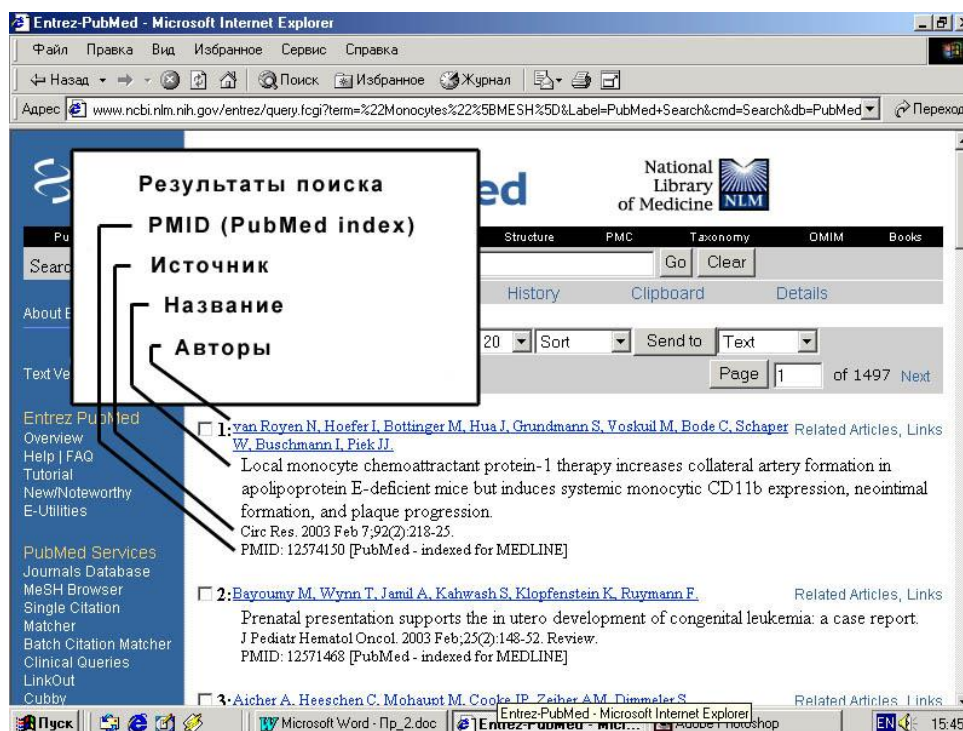 Entrez-PubMed - Microsoft Internet Explorer
Файл Правка Вид Избранное Сервис Справка
Назад Поиск Избранное Журнал
Адрес www.ncbi.nlm.nih.gov/entrez/query.fcgi?term=%22Monocytes%22%5BMESH%5D&Label=PubMed+Search&cmd=Search&db=PubMed Переход
Результаты поиска
PMID (PubMed index)
Источник
Название
Авторы
ed
National
Library
of Medicine NLM
Pu Structure PMC Taxonomy OMIM Books
Searc Go Clear
History Clipboard Details
About E
20 Sort Send to Text
Text Ve Page 1 of 1497 Next
Entrez PubMed
Overview
Help | FAQ
Tutorial
New/Noteworthy
E-Utilities
PubMed Services
Journals Database
MeSH Browser
Single Citation
Matcher
Batch Citation Matcher
Clinical Queries
LinkOut
Cubby
1: van Royen N, Hoefer I, Bottinger M, Hua J, Grundmann S, Voskuil M, Bode C, Schaper Related Articles, Links
W, Buschmann I, Piek JJ.
Local monocyte chemoattractant protein-1 therapy increases collateral artery formation in
apolipoprotein E-deficient mice but induces systemic monocytic CD11b expression, neointimal
formation, and plaque progression.
Circ Res. 2003 Feb 7;92(2):218-25.
PMID: 12574150 [PubMed - indexed for MEDLINE]
2: Bayoumy M, Wynn T, Jamil A, Kahwash S, Klopfenstein K, Ruymann F. Related Articles, Links
Prenatal presentation supports the in utero development of congenital leukemia: a case report.
J Pediatr Hematol Oncol. 2003 Feb;25(2):148-52. Review.
PMID: 12571468 [PubMed - indexed for MEDLINE]
3: Aicher A, Heeschen C, Mohaupt M, Cooke JP, Zeiher AM, Dimmeler S. Related Articles, Links
Entrez-PubMed - Microsoft Internet Explorer
Пуск Microsoft Word - Пр_2.doc Entrez-PubMed - Micr... Adobe Photoshop EN 15:45